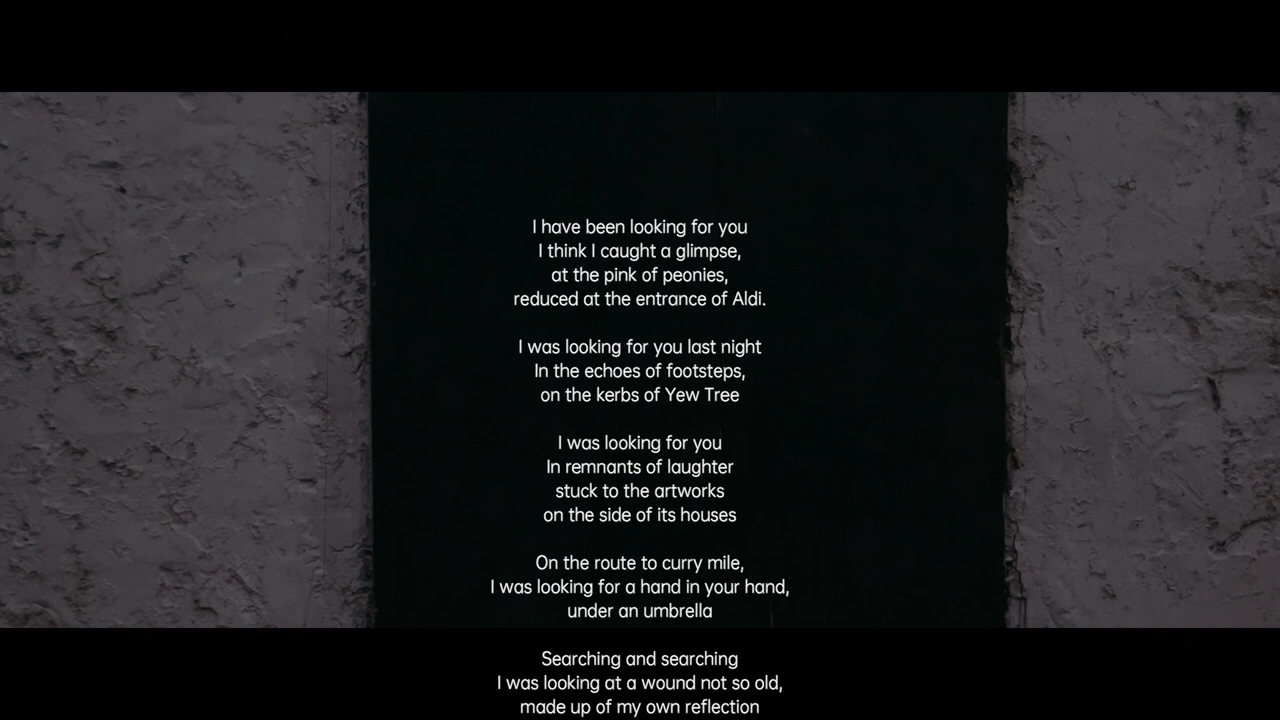 I have been looking for you
I think I caught a glimpse,
at the pink of peonies,
reduced at the entrance of Aldi.
I was looking for you last night
In the echoes of footsteps,
on the kerbs of Yew Tree
I was looking for you
In remnants of laughter
stuck to the artworks
on the side of its houses
On the route to curry mile,
I was looking for a hand in your hand,
under an umbrella
Searching and searching
I was looking at a wound not so old,
made up of my own reflection